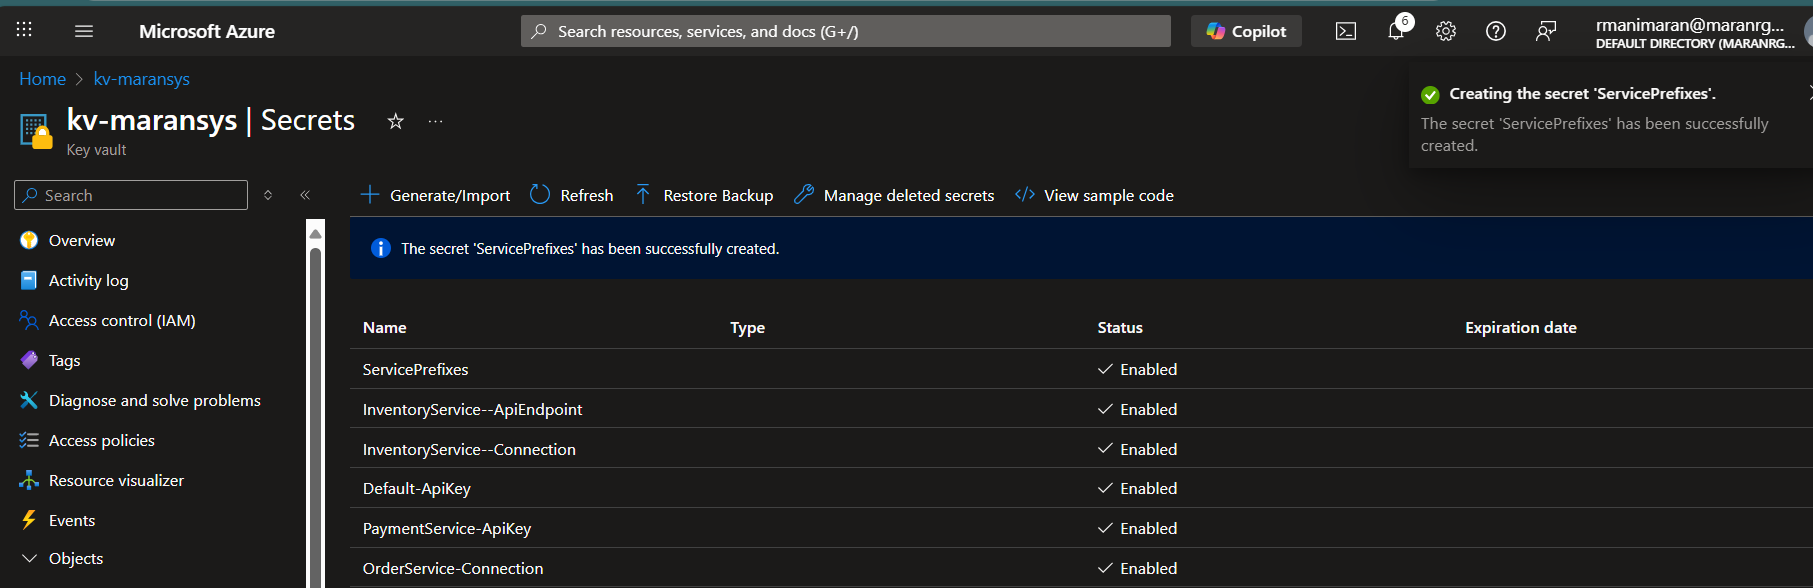 Microsoft Azure
Search resources, services, and docs (G+/)
Copilot
6
rmanimaran@maranrg...
DEFAULT DIRECTORY (MARANRG...
Home > kv-maransys
kv-maransys | Secrets
Key vault
Creating the secret 'ServicePrefixes'.
The secret 'ServicePrefixes' has been successfully
created.
Search
Generate/Import
Refresh
Restore Backup
Manage deleted secrets
View sample code
Overview
Activity log
Access control (IAM)
Tags
Diagnose and solve problems
Access policies
Resource visualizer
Events
Objects
The secret 'ServicePrefixes' has been successfully created.
Name Type Status Expiration date
ServicePrefixes Enabled
InventoryService--ApiEndpoint Enabled
InventoryService--Connection Enabled
Default-ApiKey Enabled
PaymentService-ApiKey Enabled
OrderService-Connection Enabled